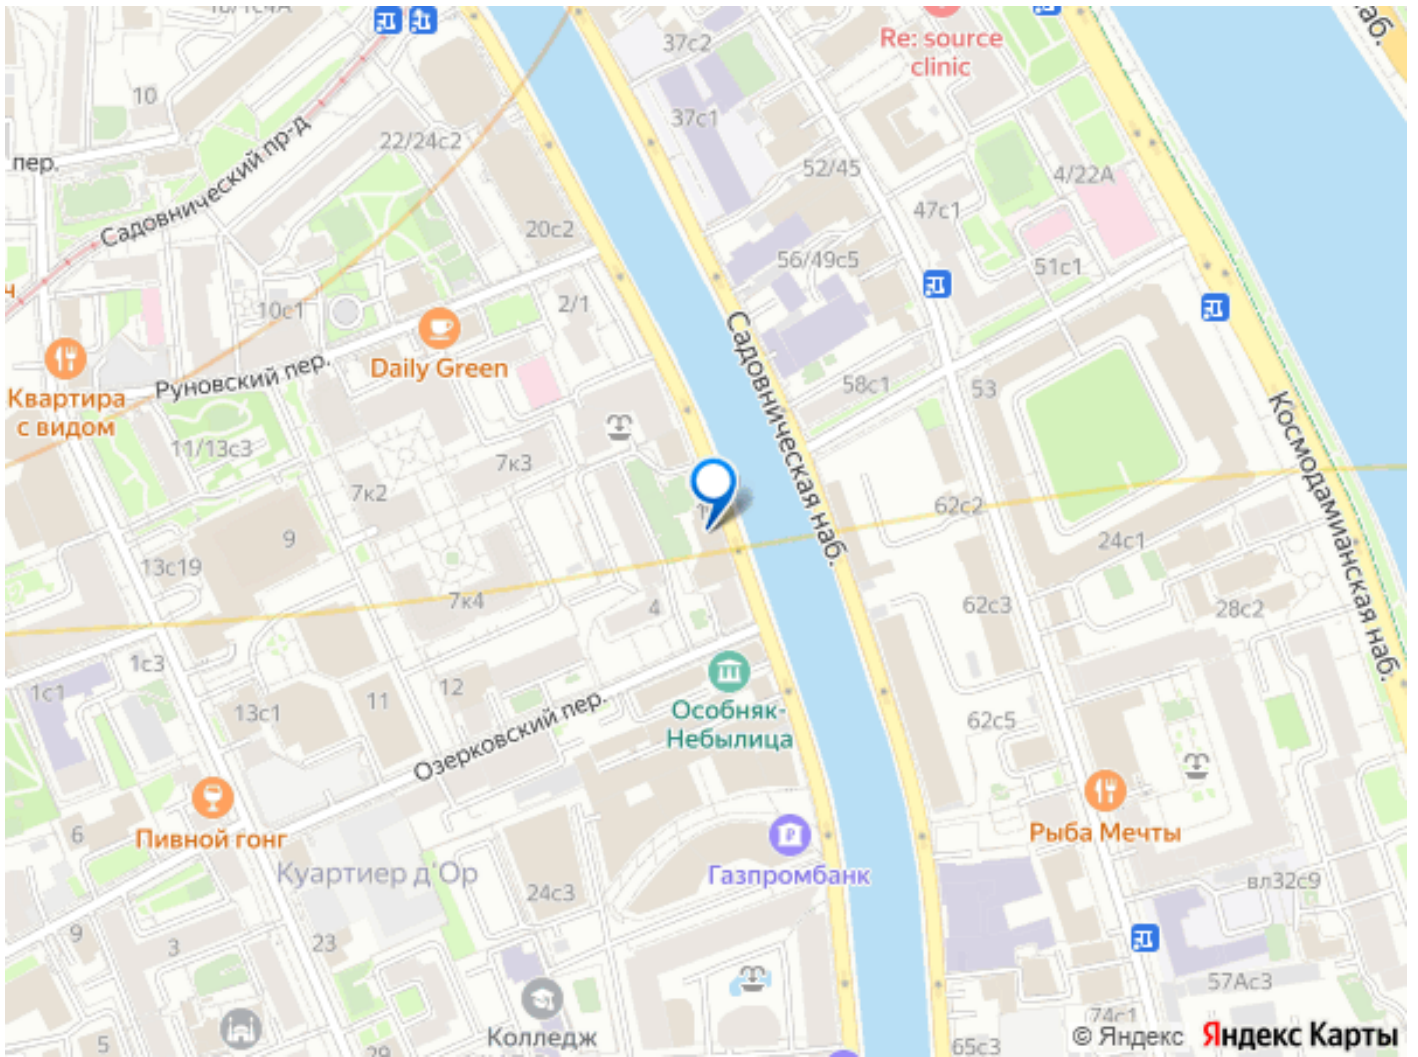 наб.
37с2
Re: source
clinic
10
37с1
22/24с2
пер.
Садовнический пр-д
52/45
4/22А
47с1
20с2
56/49с5
51с1
2/1
10с1
Daily Green
Садовническая наб.
Руновский пер.
58с1
53
Квартира
с видом
Космодамианская наб.
11/13с3
7к3
7к2
62с2
9
24с1
13с19
7к4
4
62с3
28с2
1с3
1с1
12
11
13с1
Озерковский пер.
Особняк-
Небылица
62с5
6
Пивной гонг
Рыба Мечты
Куартиер д'Ор
Газпромбанк
24с3
вл32с9
9
3
23
57Ас3
Колледж
74с1
5
29
65с3
© Яндекс Яндекс Карты